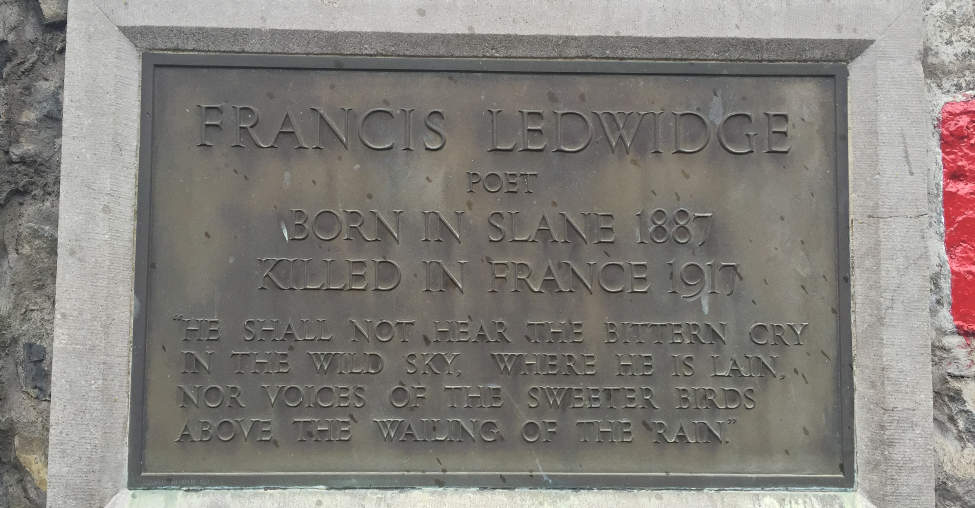 FRANCIS LEDWIDGE
POET
BORN IN SLANE 1887
KILLED IN FRANCE 1917
"HE SHALL NOT HEAR THE BITTERN CRY
IN THE WILD SKY, WHERE HE IS LAIN,
NOR VOICES OF THE SWEETER BIRDS
ABOVE THE WAILING OF THE RAIN."